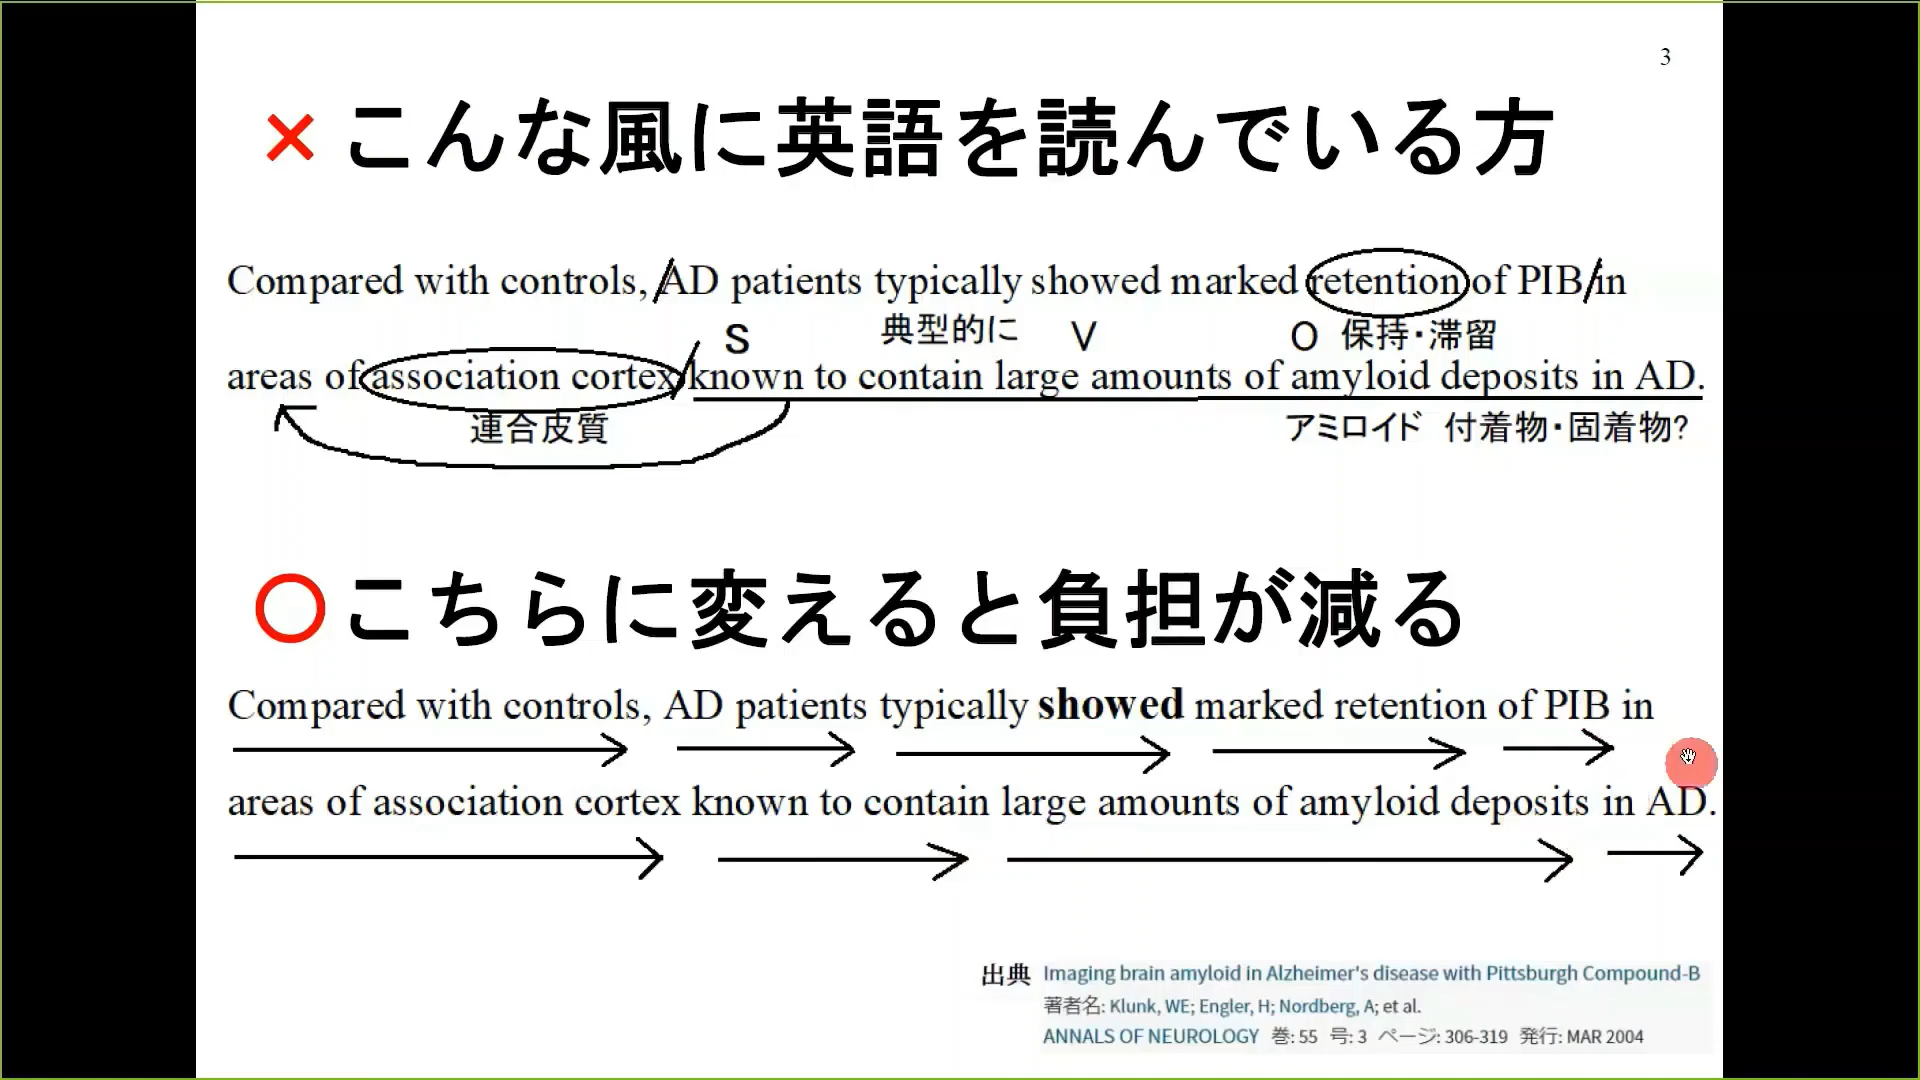 3
× こんな風に英語を読んでいる方
Compared with controls, AD patients typically showed marked retention of PIB in
S 典型的に V O 保持・滞留
areas of association cortex known to contain large amounts of amyloid deposits in AD.
連合皮質 アミロイド 付着物・固着物?
○こちらに変えると負担が減る
Compared with controls, AD patients typically showed marked retention of PIB in
areas of association cortex known to contain large amounts of amyloid deposits in AD.
出典 Imaging brain amyloid in Alzheimer's disease with Pittsburgh Compound-B
著者名: Klunk, WE; Engler, H; Nordberg, A; et al.
ANNALS OF NEUROLOGY 巻: 55 号: 3 ページ: 306-319 発行: MAR 2004